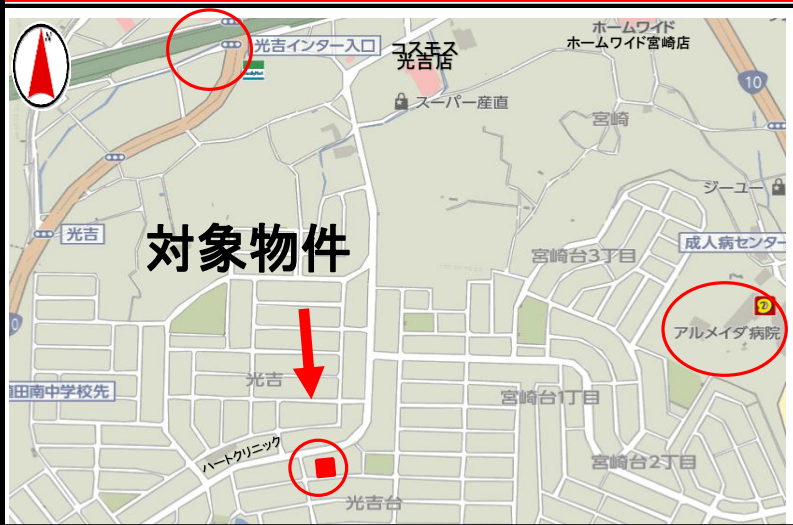 N
光吉インター入口
コスモス
光吉店
ホームワイド
ホームワイド宮崎店
FamilyMart
スーパー産直
10
宮崎
ジーユー
光吉
対象物件
宮崎台3丁目
成人病センター
アルメイダ病院
光吉
田南中学校先
宮崎台1丁目
ハートクリニック
宮崎台2丁目
光吉台